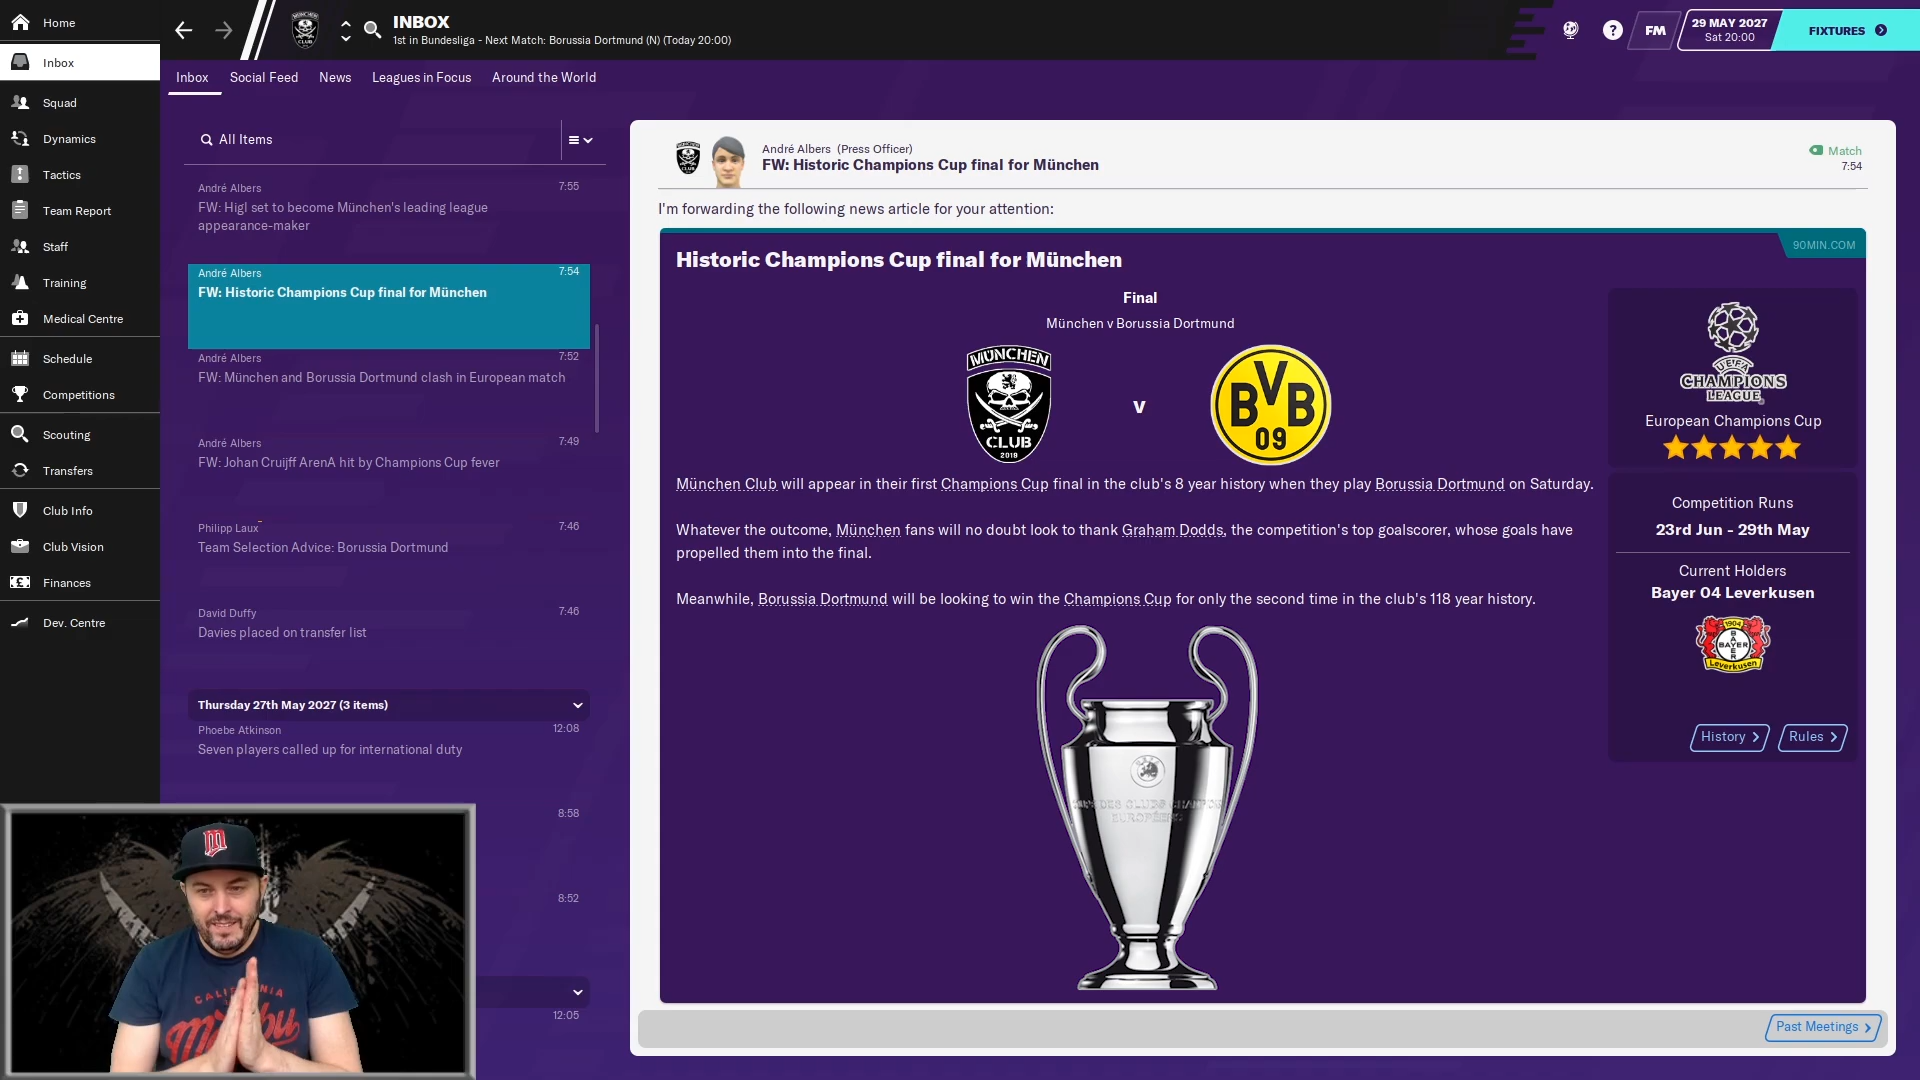 Home
Inbox
Squad
Dynamics
Tactics
Team Report
Staff
Training
Medical Centre
Schedule
Competitions
Scouting
Transfers
Club Info
Club Vision
Finances
Dev. Centre
MÜNCHEN
CLUB
INBOX
1st in Bundesliga - Next Match: Borussia Dortmund (N) (Today 20:00)
?
FM
29 MAY 2027
Sat 20:00
FIXTURES
Inbox
Social Feed
News
Leagues in Focus
Around the World
All Items
André Albers
7:55
FW: Higl set to become München's leading league
appearance-maker
André Albers
7:54
FW: Historic Champions Cup final for München
André Albers
7:52
FW: München and Borussia Dortmund clash in European match
André Albers
7:49
FW: Johan Cruijff ArenA hit by Champions Cup fever
Philipp Laux
7:46
Team Selection Advice: Borussia Dortmund
David Duffy
7:46
Davies placed on transfer list
Thursday 27th May 2027 (3 items)
Phoebe Atkinson
12:08
Seven players called up for international duty
8:58
8:52
12:05
MÜNCHEN
CLUB
André Albers (Press Officer)
FW: Historic Champions Cup final for München
Match
7:54
I'm forwarding the following news article for your attention:
90MIN.COM
Historic Champions Cup final for München
Final
München v Borussia Dortmund
MÜNCHEN
CLUB
2019
v
BVB
09
München Club will appear in their first Champions Cup final in the club's 8 year history when they play Borussia Dortmund on Saturday.
Whatever the outcome, München fans will no doubt look to thank Graham Dodds, the competition's top goalscorer, whose goals have
propelled them into the final.
Meanwhile, Borussia Dortmund will be looking to win the Champions Cup for only the second time in the club's 118 year history.
UEFA
CHAMPIONS
LEAGUE
European Champions Cup
Competition Runs
23rd Jun - 29th May
Current Holders
Bayer 04 Leverkusen
1904
BAYER
BAYER
Leverkusen
History
Rules
Past Meetings
CALIFORNIA